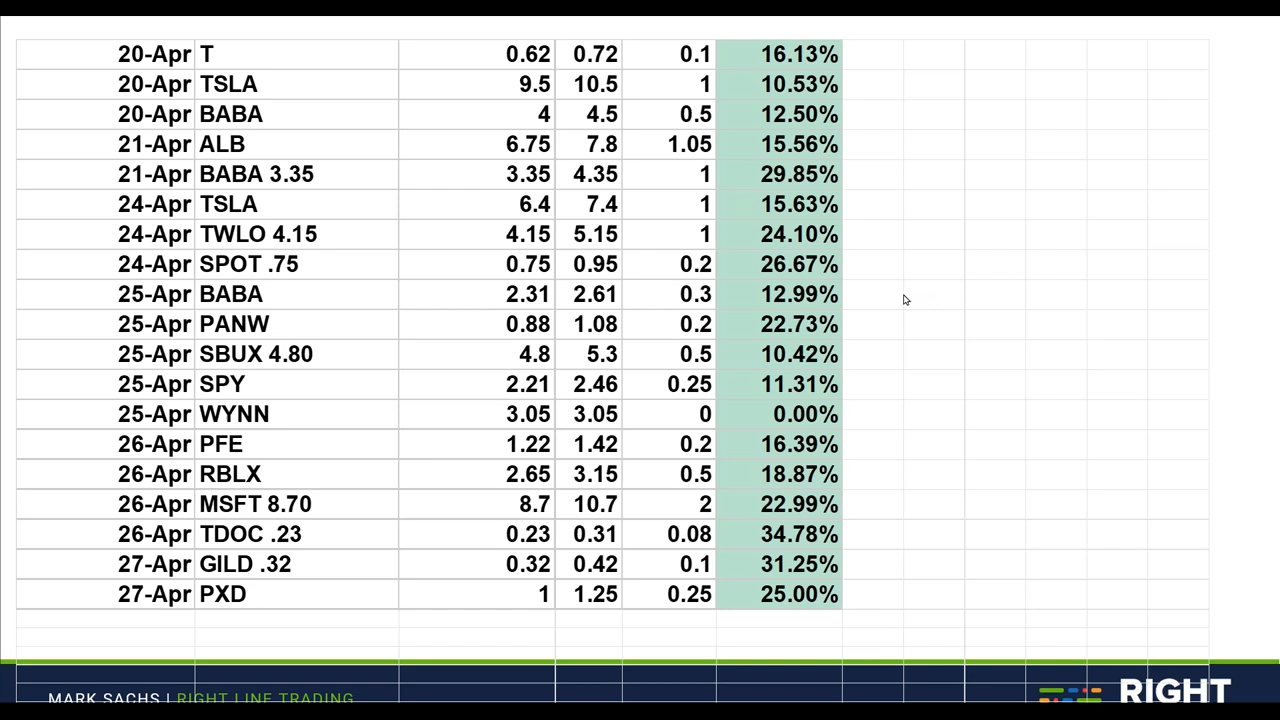 20-Apr T 0.62 0.72 0.1 16.13%
20-Apr TSLA 9.5 10.5 1 10.53%
20-Apr BABA 4 4.5 0.5 12.50%
21-Apr ALB 6.75 7.8 1.05 15.56%
21-Apr BABA 3.35 3.35 4.35 1 29.85%
24-Apr TSLA 6.4 7.4 1 15.63%
24-Apr TWLO 4.15 4.15 5.15 1 24.10%
24-Apr SPOT .75 0.75 0.95 0.2 26.67%
25-Apr BABA 2.31 2.61 0.3 12.99%
25-Apr PANW 0.88 1.08 0.2 22.73%
25-Apr SBUX 4.80 4.8 5.3 0.5 10.42%
25-Apr SPY 2.21 2.46 0.25 11.31%
25-Apr WYNN 3.05 3.05 0 0.00%
26-Apr PFE 1.22 1.42 0.2 16.39%
26-Apr RBLX 2.65 3.15 0.5 18.87%
26-Apr MSFT 8.70 8.7 10.7 2 22.99%
26-Apr TDOC .23 0.23 0.31 0.08 34.78%
27-Apr GILD .32 0.32 0.42 0.1 31.25%
27-Apr PXD 1 1.25 0.25 25.00%
MARK SACHS | RIGHT LINE TRADING
RIGHT